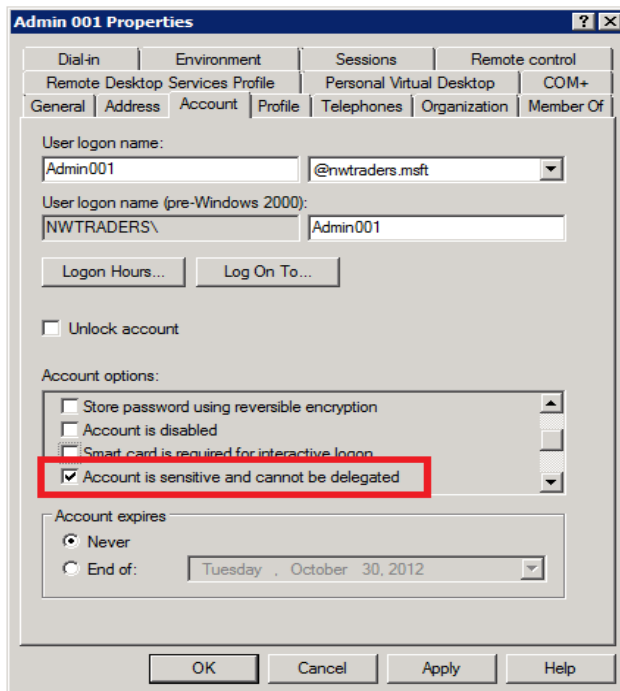 Admin 001 Properties
Dial-in Environment Sessions Remote control
Remote Desktop Services Profile Personal Virtual Desktop COM+
General Address Account Profile Telephones Organization Member Of
User logon name:
Admin001 @nwtraders.msft
User logon name (pre-Windows 2000):
NWTRADERS\ Admin001
Logon Hours... Log On To...
Unlock account
Account options:
Store password using reversible encryption
Account is disabled
Smart card is required for interactive logon
Account is sensitive and cannot be delegated
Account expires
Never
End of: Tuesday , October 30, 2012
OK Cancel Apply Help